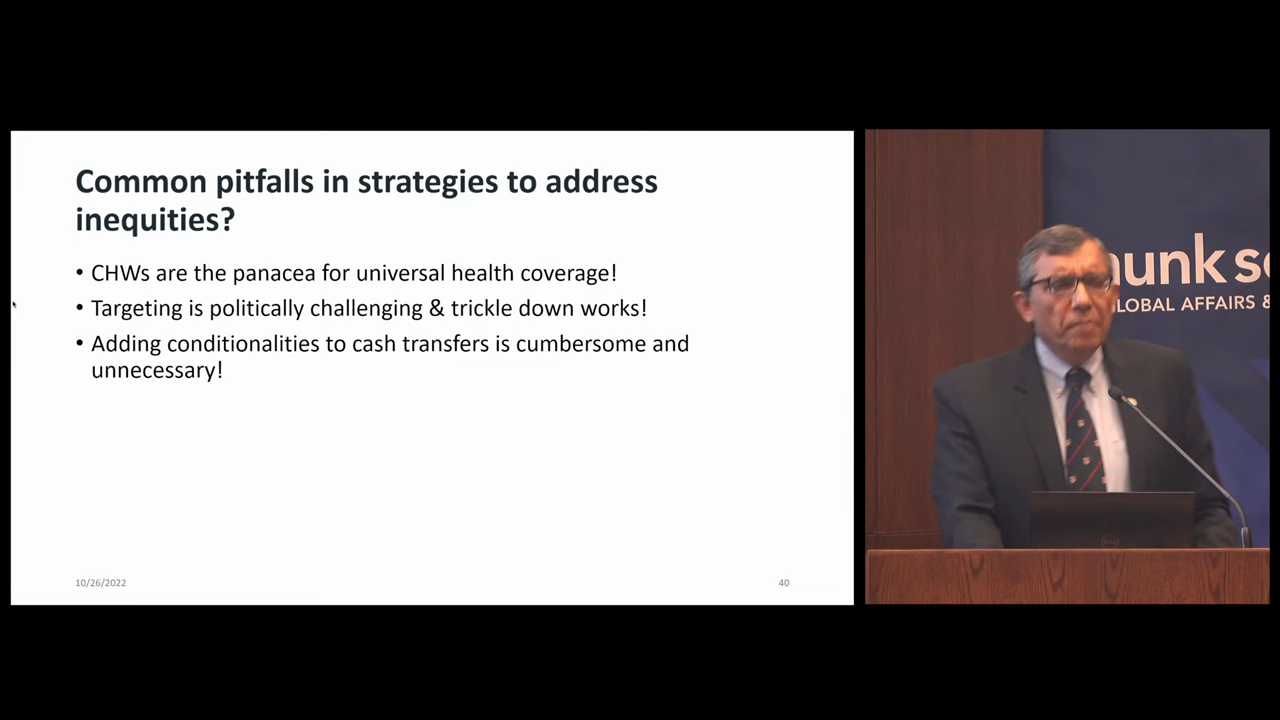 Common pitfalls in strategies to address
inequities?
• CHWs are the panacea for universal health coverage!
• Targeting is politically challenging & trickle down works!
• Adding conditionalities to cash transfers is cumbersome and
unnecessary!
10/26/2022
40
unk s
LOBAL AFFAIRS &
DELL